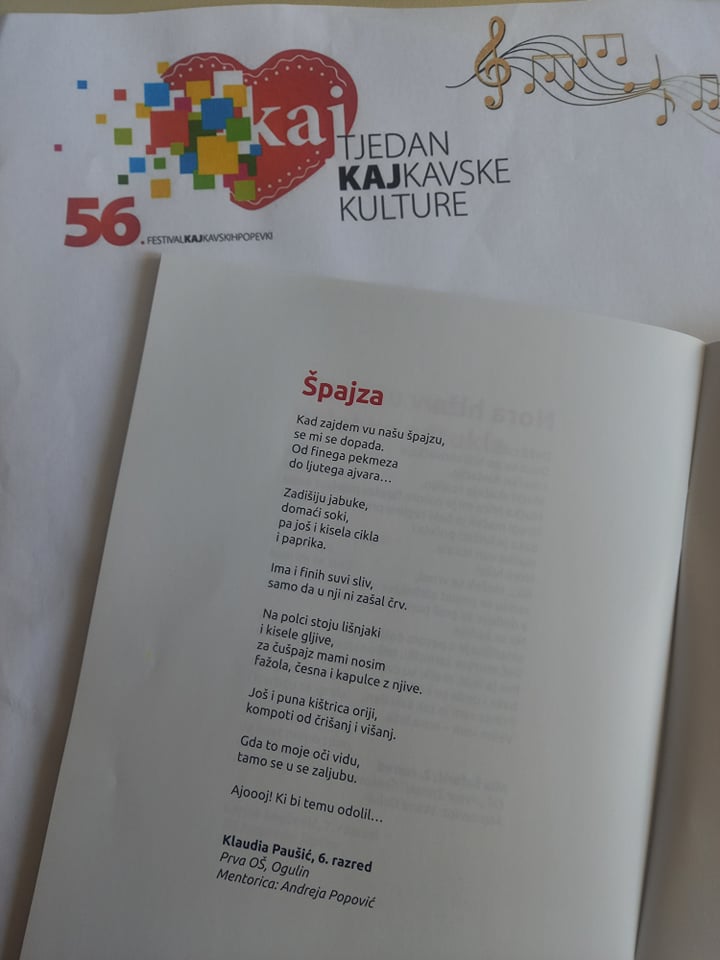 kaj
TJEDAN
KAJKAVSKE
KULTURE
56. FESTIVALKAJKAVSKIHPOPEVKI
Špajza
Kad zajdem vu našu špajzu,
se mi se dopada.
Od finega pekmeza
do ljutega ajvara...
Zadišiju jabuke,
domaći soki,
pa još i kisela cikla
i paprika.
Ima i finih suvi sliv,
samo da u nji ni zašal črv.
Na polci stoju lišnjaki
i kisele gljive,
za čušpajz mami nosim
fažola, česna i kapulce z njive.
Još i puna kištrica oriji,
kompoti od črišanj i višanj.
Gda to moje oči vidu,
tamo se u se zaljubu.
Ajoooj! Ki bi temu odolil...
Klaudia Paušić, 6. razred
Prva OŠ, Ogulin
Mentorica: Andreja Popović